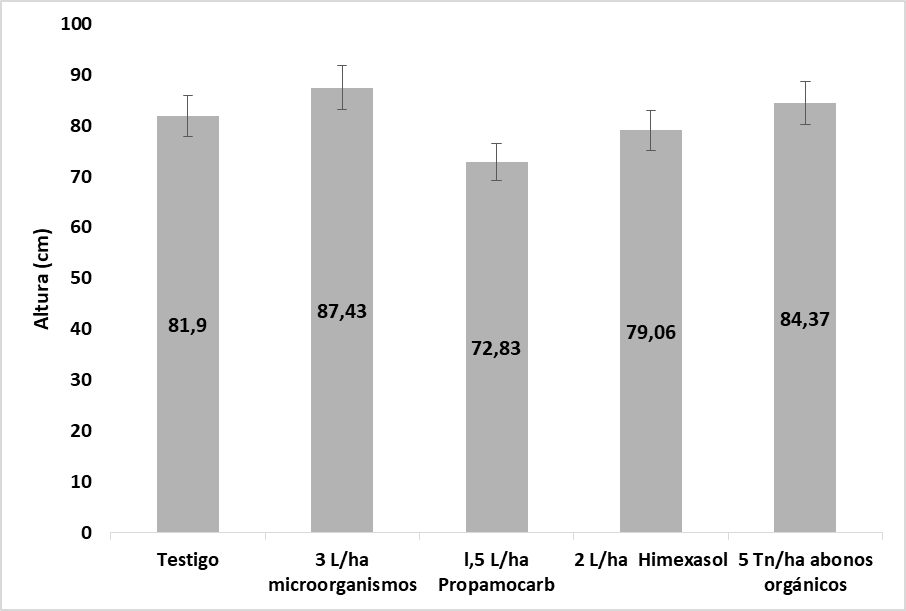 100
90
80
70
60
50
40
30
20
10
0
Altura (cm)
81,9
87,43
72,83
79,06
84,37
Testigo
3 L/ha
microorganismos
l,5 L/ha
Propamocarb
2 L/ha Himexasol
5 Tn/ha abonos
orgánicos